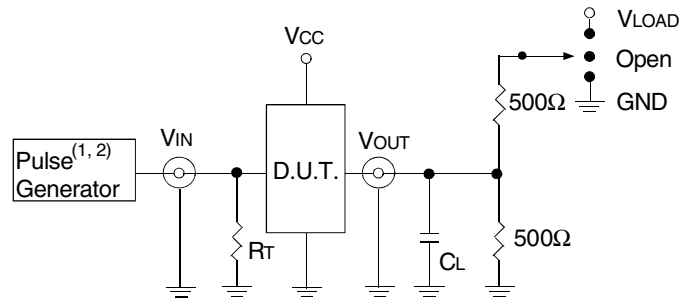 VLOAD
VCC
Open
500Ω
GND
VIN
VOUT
Pulse(1, 2)
Generator
D.U.T.
RT
CL
500Ω